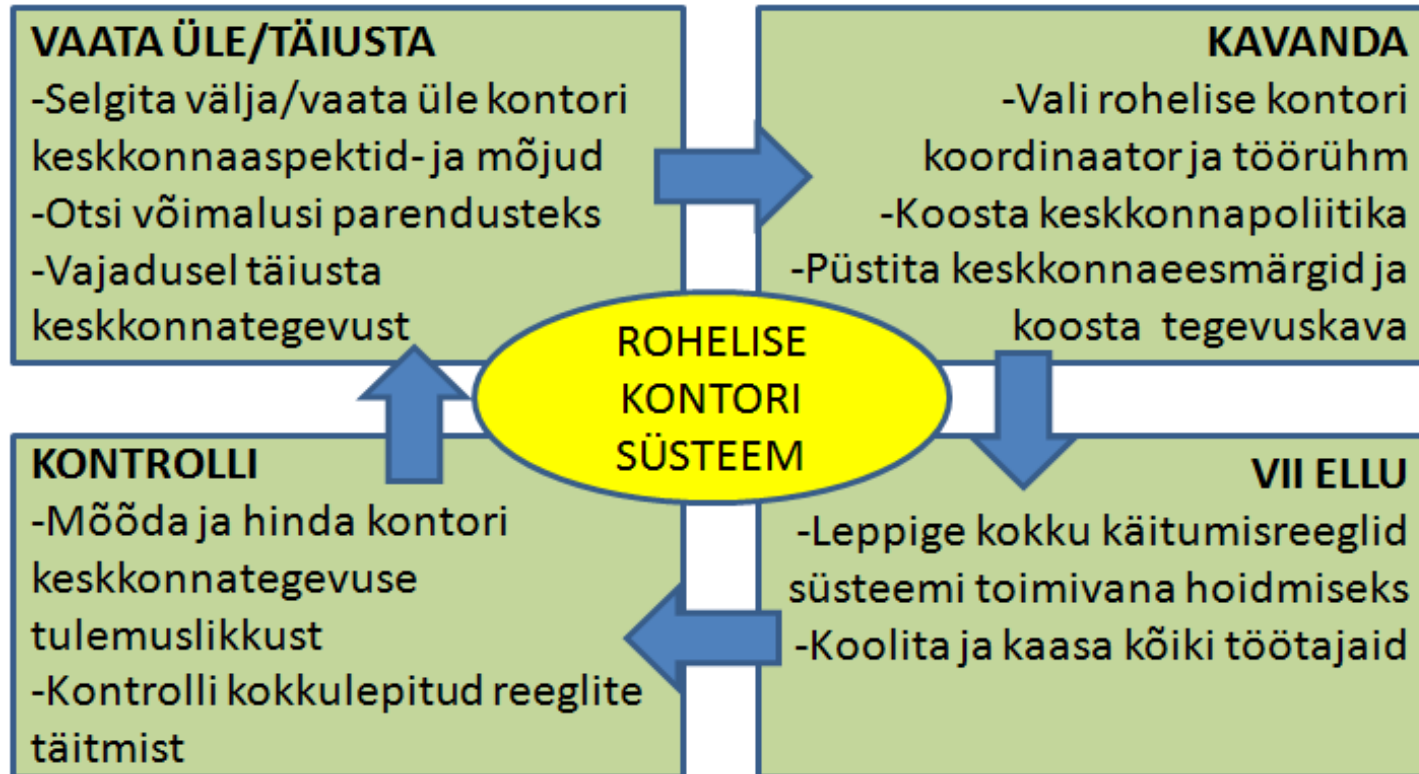 VAATA ÜLE/TÄIUSTA
-Selgita välja/vaata üle kontori
keskkonnaaspektid- ja mõjud
-Otsi võimalusi parendusteks
-Vajadusel täiusta
keskkonnategevust
KAVANDA
-Vali rohelise kontori
koordinaator ja töörühm
-Koosta keskkonnapoliitika
-Püstita keskkonnaeesmärgid ja
koosta tegevuskava
ROHELISE
KONTORI
SÜSTEEM
KONTROLLI
-Mõõda ja hinda kontori
keskkonnategevuse
tulemuslikkust
-Kontrolli kokkulepitud reeglite
täitmist
VII ELLU
-Leppige kokku käitumisreeglid
süsteemi toimivana hoidmiseks
-Koolita ja kaasa kõiki töötajaid